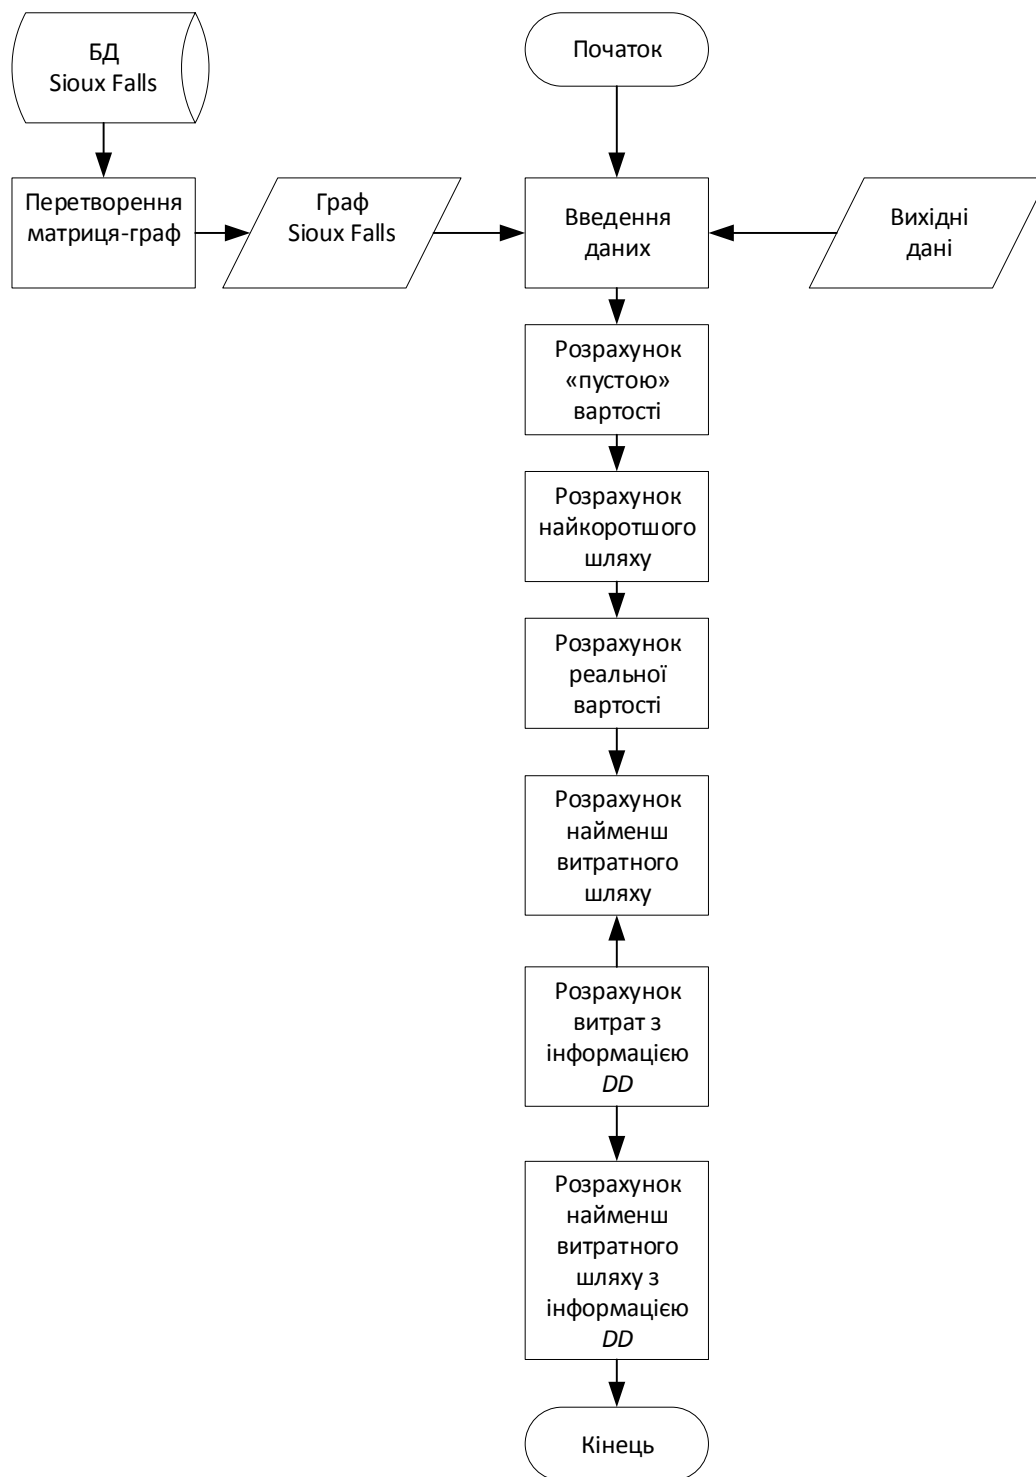 БД
Sioux Falls
Початок
Перетворення
матриця-граф
Граф
Sioux Falls
Введення
даних
Вихідні
дані
Розрахунок
«пустою»
вартості
Розрахунок
найкоротшого
шляху
Розрахунок
реальної
вартості
Розрахунок
найменш
витратного
шляху
Розрахунок
витрат з
інформацією
DD
Розрахунок
найменш
витратного
шляху з
інформацією
DD
Кінець